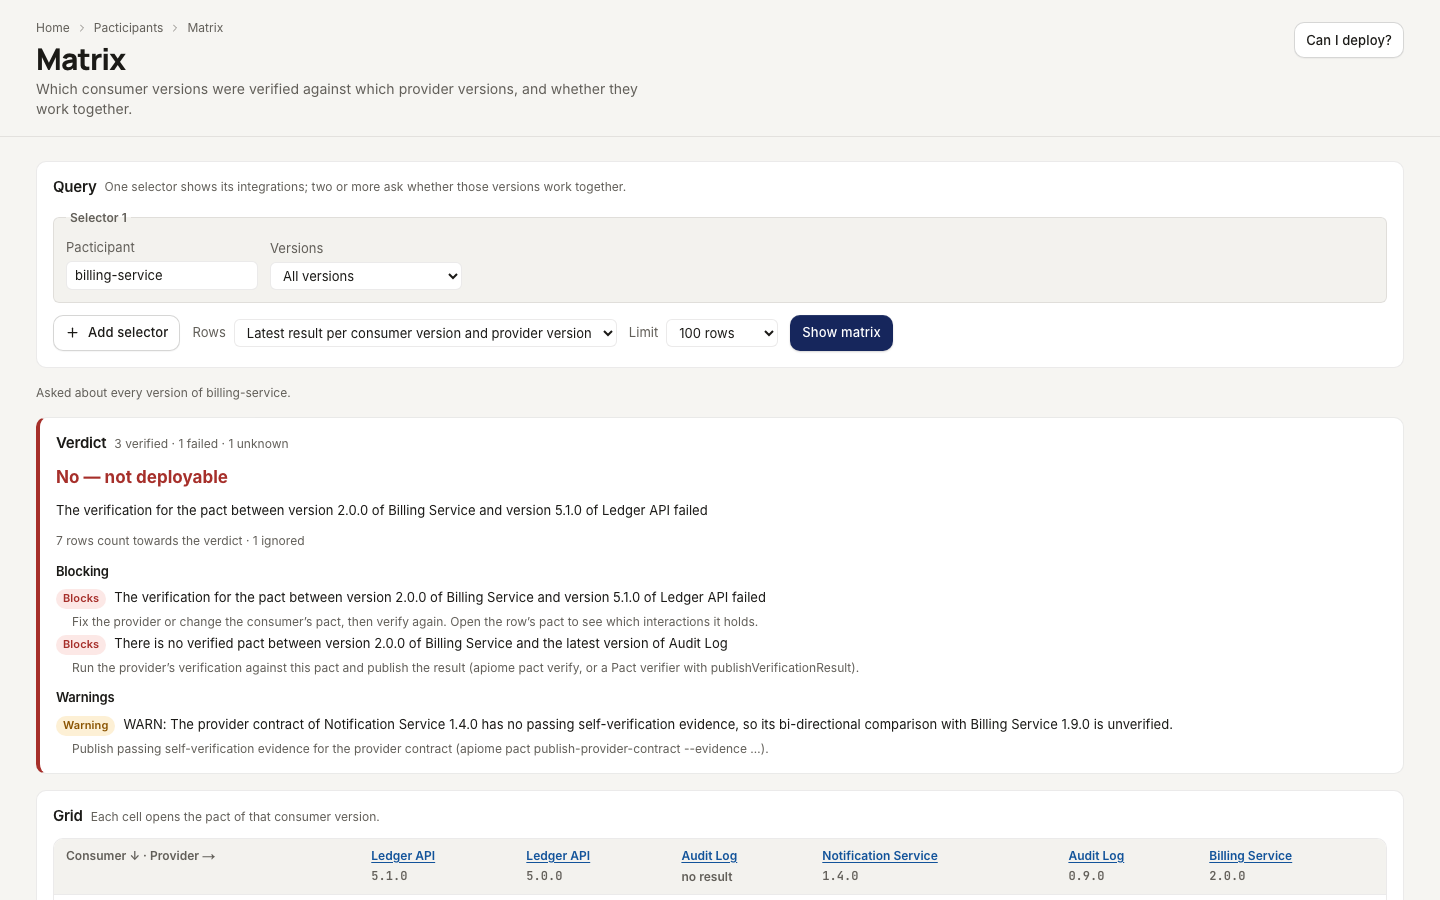 Home > Pacticipants > Matrix
Matrix
Can I deploy?
Which consumer versions were verified against which provider versions, and whether they
work together.
Query One selector shows its integrations; two or more ask whether those versions work together.
Selector 1
Pacticipant Versions
billing-service All versions
+ Add selector Rows Latest result per consumer version and provider version Limit 100 rows Show matrix
Asked about every version of billing-service.
Verdict 3 verified · 1 failed · 1 unknown
No — not deployable
The verification for the pact between version 2.0.0 of Billing Service and version 5.1.0 of Ledger API failed
7 rows count towards the verdict · 1 ignored
Blocking
Blocks The verification for the pact between version 2.0.0 of Billing Service and version 5.1.0 of Ledger API failed
Fix the provider or change the consumer’s pact, then verify again. Open the row’s pact to see which interactions it holds.
Blocks There is no verified pact between version 2.0.0 of Billing Service and the latest version of Audit Log
Run the provider’s verification against this pact and publish the result (apiome pact verify, or a Pact verifier with publishVerificationResult).
Warnings
Warning WARN: The provider contract of Notification Service 1.4.0 has no passing self-verification evidence, so its bi-directional comparison with Billing Service 1.9.0 is unverified.
Publish passing self-verification evidence for the provider contract (apiome pact publish-provider-contract --evidence …).
Grid Each cell opens the pact of that consumer version.
Consumer ↓ · Provider → Ledger API Ledger API Audit Log Notification Service Audit Log Billing Service
5.1.0 5.0.0 no result 1.4.0 0.9.0 2.0.0